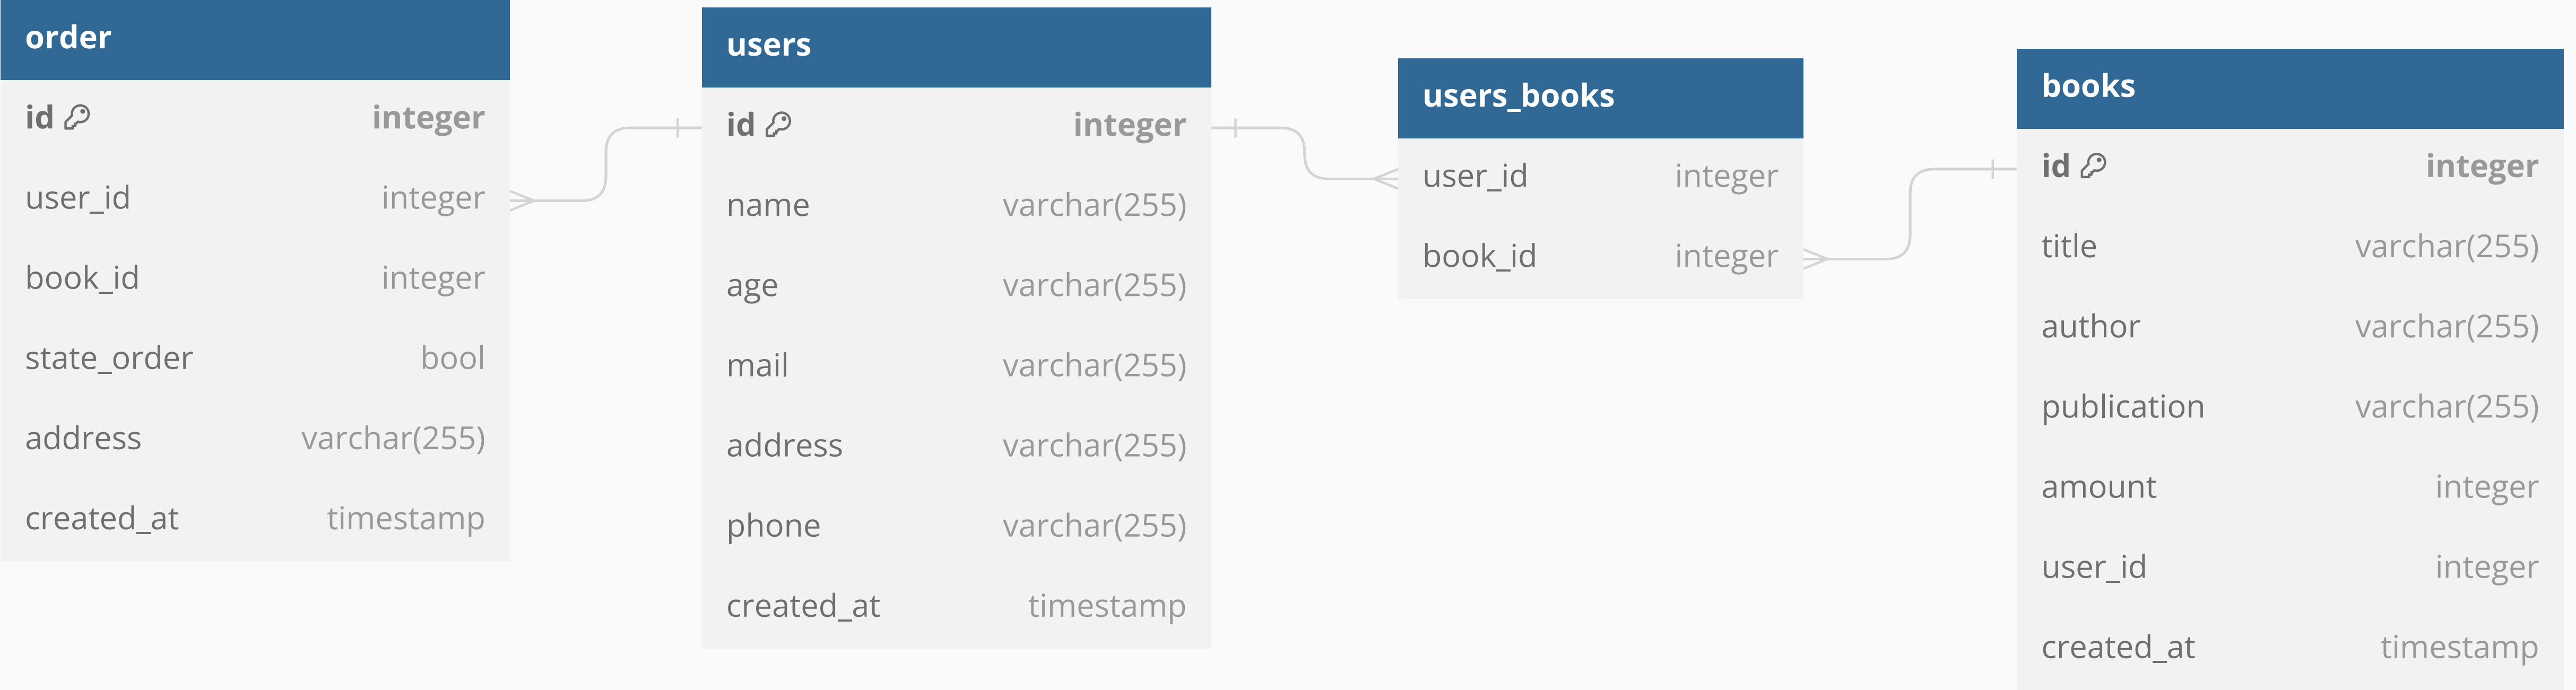 order
id integer
user_id integer
book_id integer
state_order bool
address varchar(255)
created_at timestamp
users
id integer
name varchar(255)
age varchar(255)
mail varchar(255)
address varchar(255)
phone varchar(255)
created_at timestamp
users_books
user_id integer
book_id integer
books
id integer
title varchar(255)
author varchar(255)
publication varchar(255)
amount integer
user_id integer
created_at timestamp